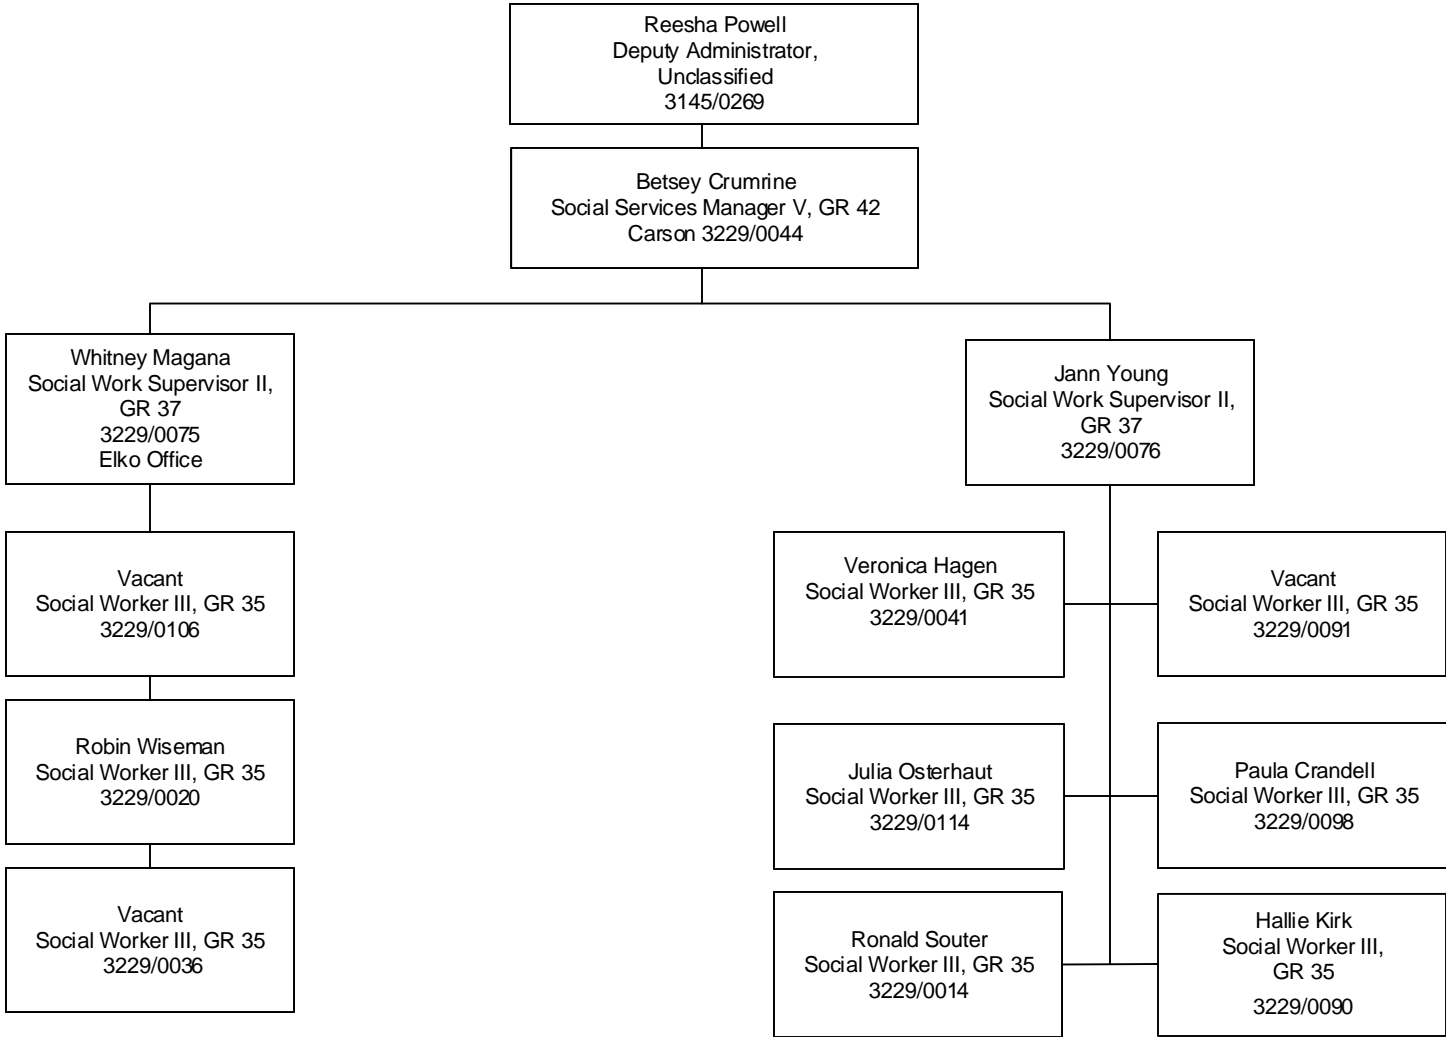 Reesha Powell
Deputy Administrator,
Unclassified
3145/0269
Betsey Crumrine
Social Services Manager V, GR 42
Carson 3229/0044
Whitney Magana
Social Work Supervisor II,
GR 37
3229/0075
Elko Office
Jann Young
Social Work Supervisor II,
GR 37
3229/0076
Vacant
Social Worker III, GR 35
3229/0106
Robin Wiseman
Social Worker III, GR 35
3229/0020
Vacant
Social Worker III, GR 35
3229/0036
Veronica Hagen
Social Worker III, GR 35
3229/0041
Vacant
Social Worker III, GR 35
3229/0091
Julia Osterhaut
Social Worker III, GR 35
3229/0114
Paula Crandell
Social Worker III, GR 35
3229/0098
Ronald Souter
Social Worker III, GR 35
3229/0014
Hallie Kirk
Social Worker III,
GR 35
3229/0090